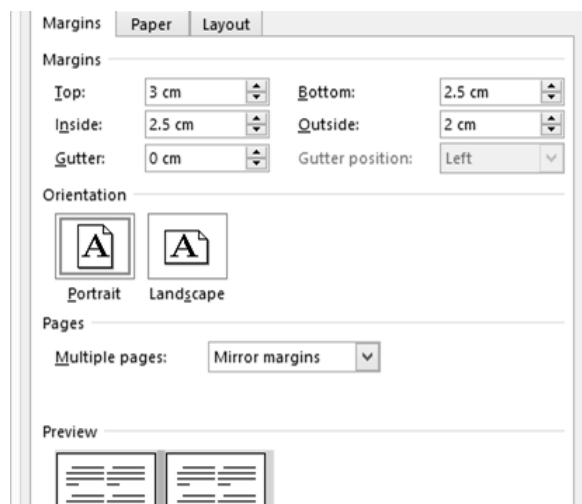 Margins Paper Layout
Margins
Top: 3 cm Bottom: 2.5 cm
Inside: 2.5 cm Outside: 2 cm
Gutter: 0 cm Gutter position: Left
Orientation
A A
Portrait Landscape
Pages
Multiple pages: Mirror margins
Preview